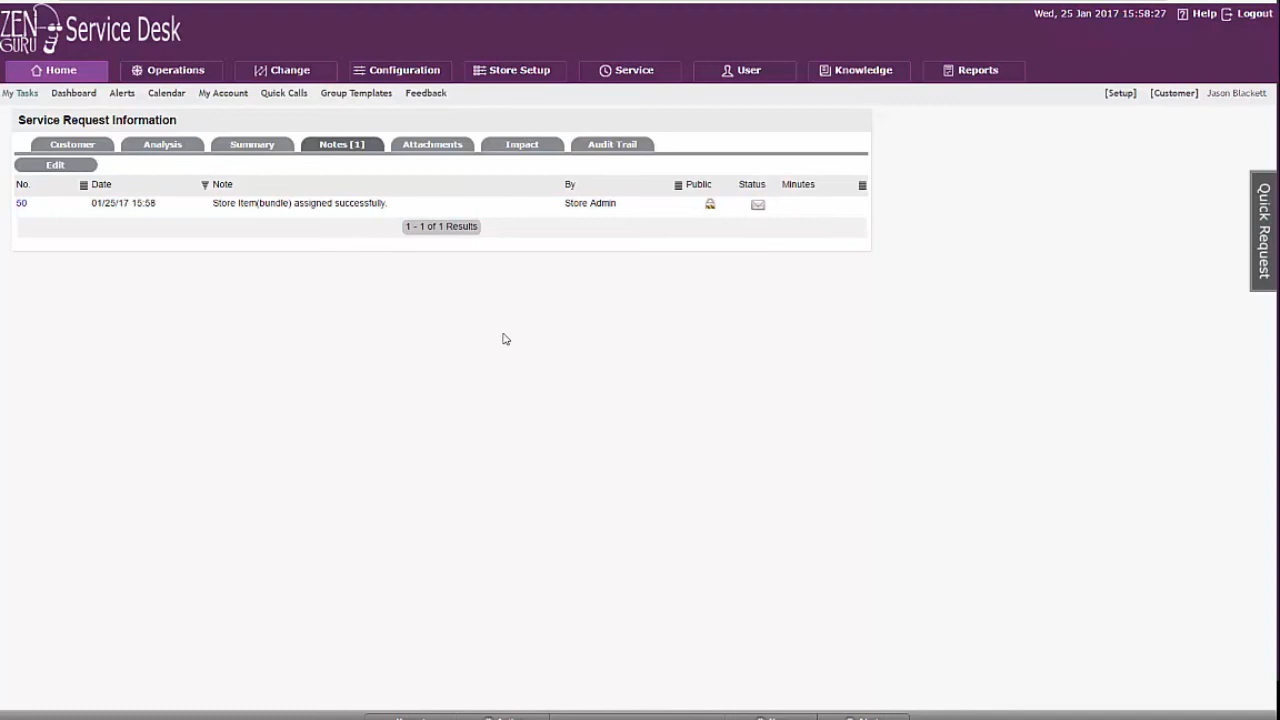 ZEN GURU Service Desk
Wed, 25 Jan 2017 15:58:27 Help Logout
Home Operations Change Configuration Store Setup Service User Knowledge Reports
My Tasks Dashboard Alerts Calendar My Account Quick Calls Group Templates Feedback [Setup] [Customer] Jason Blackett
Service Request Information
Customer Analysis Summary Notes [1] Attachments Impact Audit Trail
Edit
No. Date Note By Public Status Minutes
50 01/25/17 15:58 Store Item(bundle) assigned successfully. Store Admin
1 - 1 of 1 Results
Quick Request